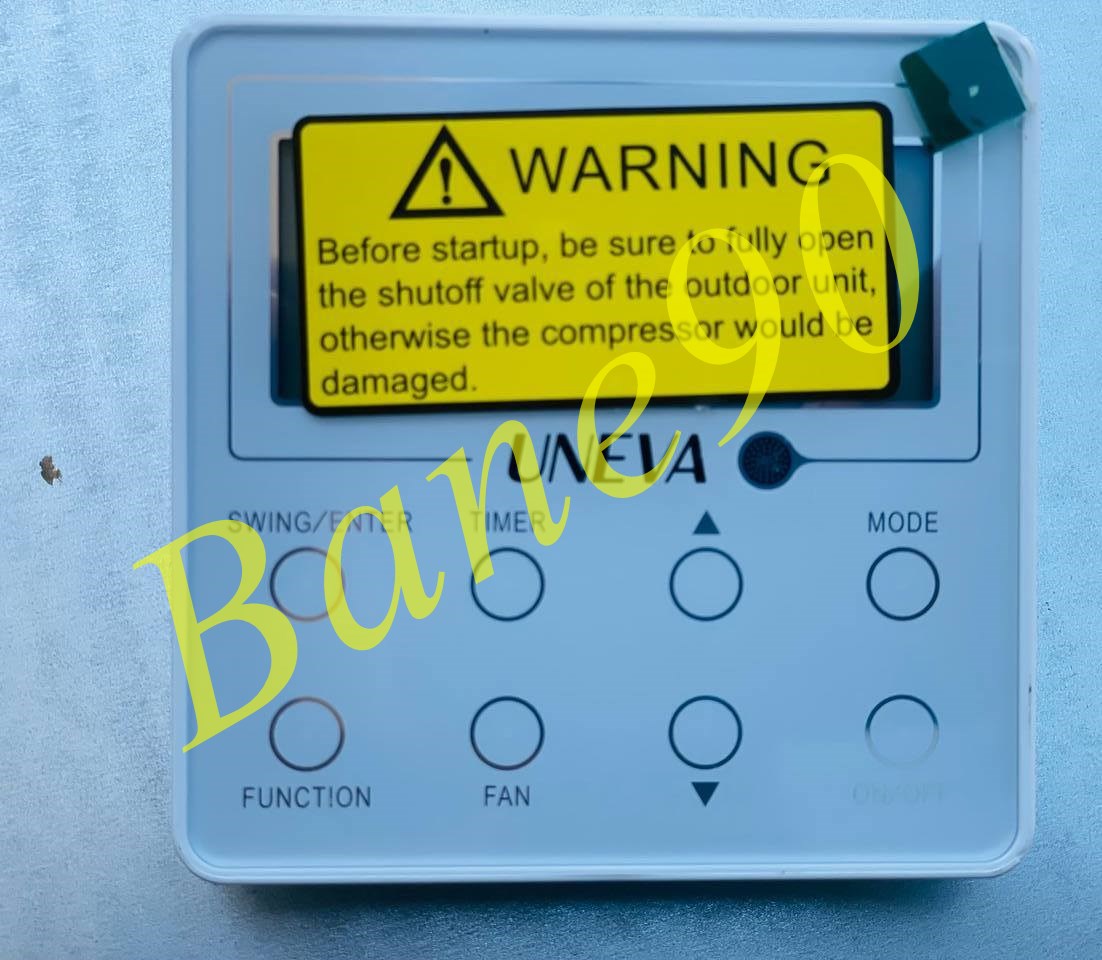 WARNING
Before startup, be sure to fully open
the shutoff valve of the outdoor unit,
otherwise the compressor would be
damaged.
UNEVA
SWING/ENTER TIMER ▲ MODE
FUNCTION FAN ▼ ON/OFF
Bane90